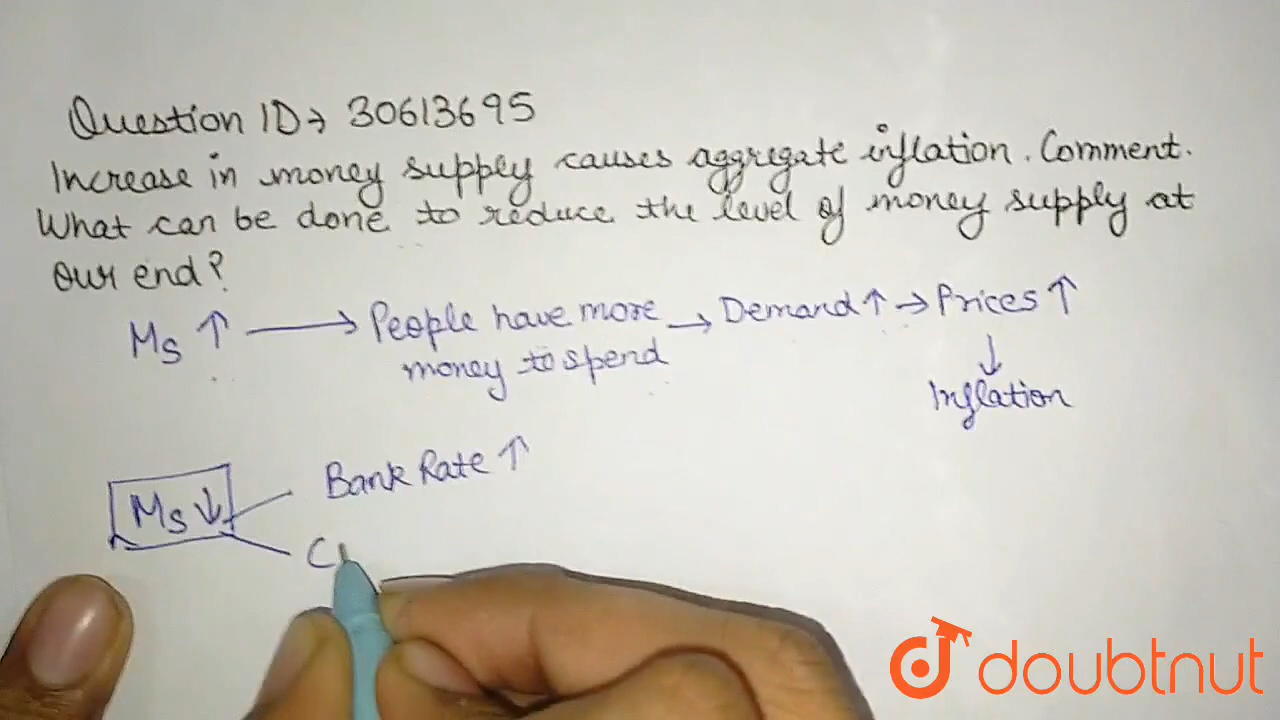 Question ID → 30613695
Increase in money supply causes aggregate inflation. Comment.
What can be done to reduce the level of money supply at
our end?
Ms ↑ → People have more money to spend → Demand ↑ → Prices ↑
↓
Inflation
Ms ↓
Bank Rate ↑
C
doubtnut